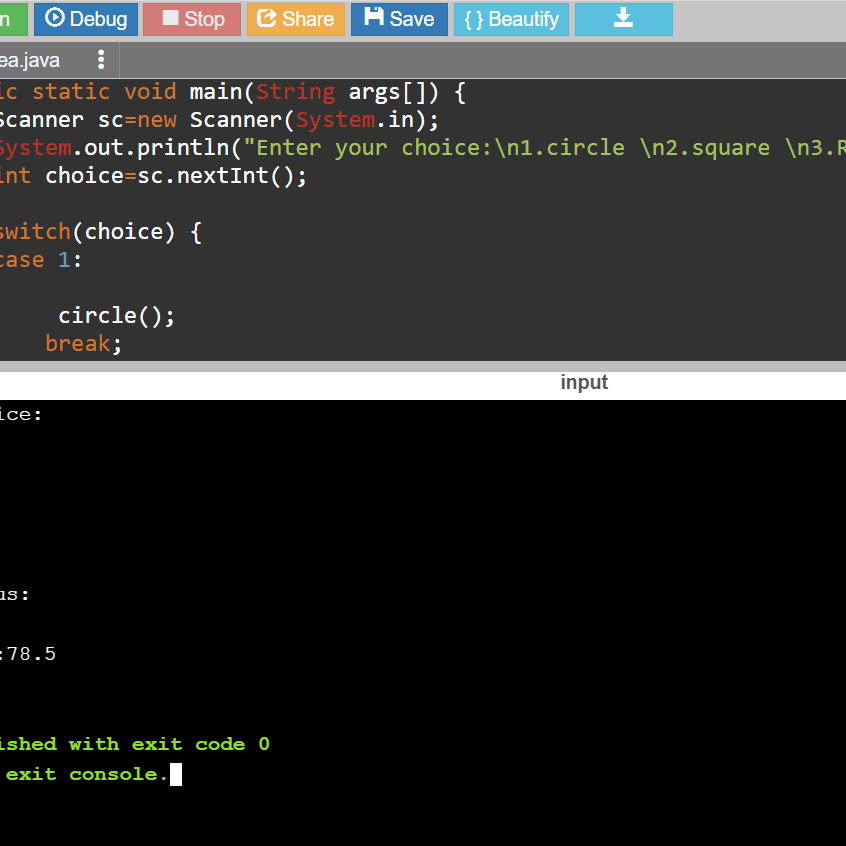 n Debug Stop Share Save { } Beautify
ea.java
ic static void main(String args[]) {
Scanner sc=new Scanner(System.in);
System.out.println("Enter your choice:\n1.circle \n2.square \n3.R
int choice=sc.nextInt();
switch(choice) {
case 1:
circle();
break;
input
ice:
us:
:78.5
ished with exit code 0
exit console.